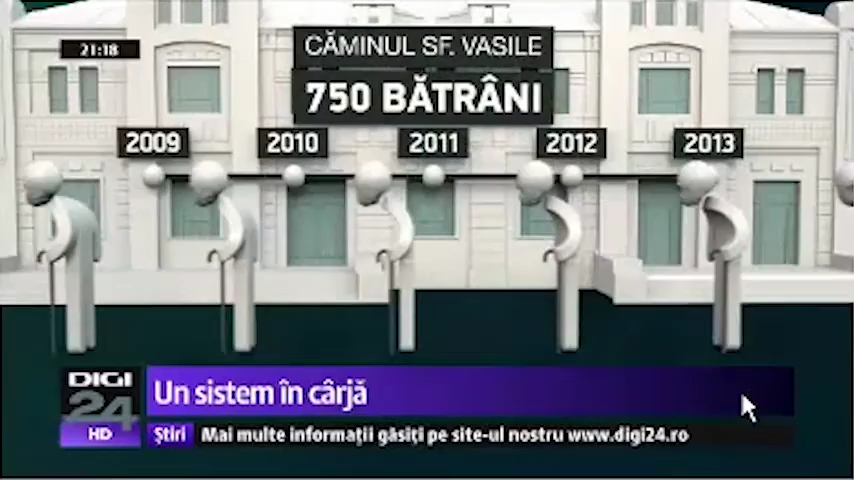 21:18
CĂMINUL SF. VASILE
750 BĂTRÂNI
2009 2010 2011 2012 2013
DIGI
24
HD
Un sistem în cârjă
Știri Mai multe informații găsiți pe site-ul nostru www.digi24.ro